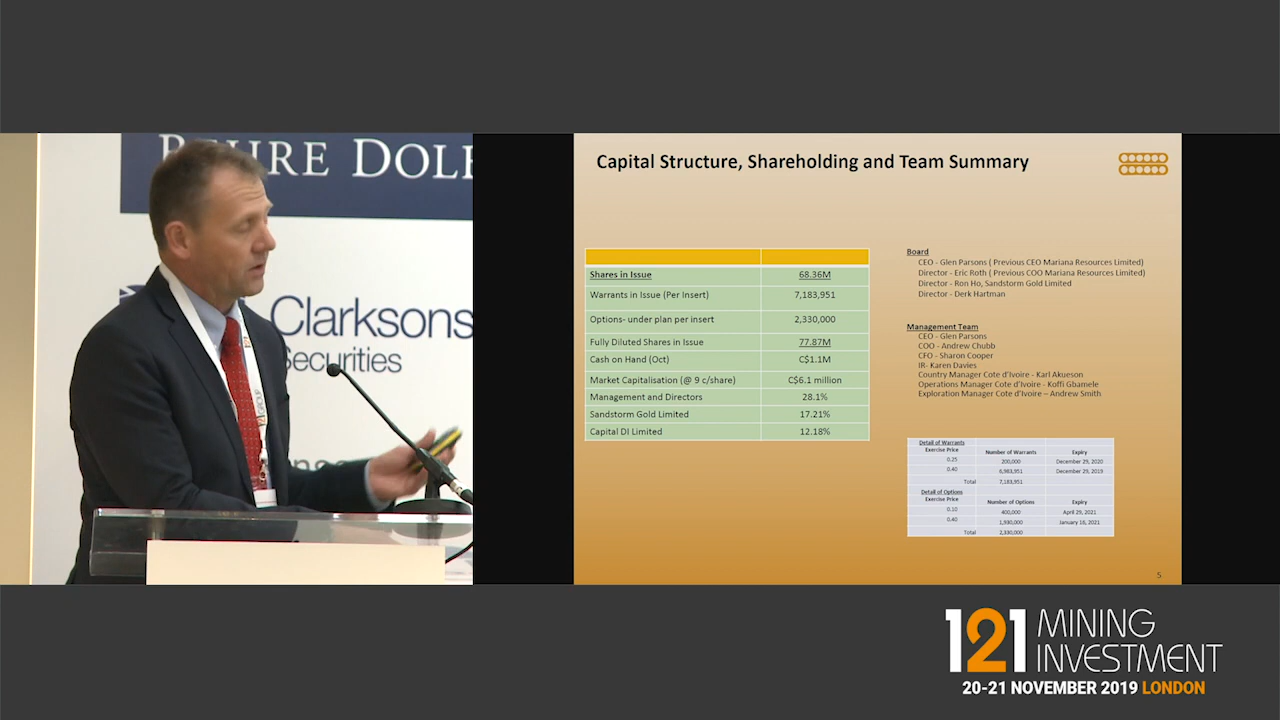 DOLE
Clarksons
securities
121 GROUP
Capital Structure, Shareholding and Team Summary
Shares in Issue 68.36M
Warrants in Issue (Per Insert) 7,183,951
Options- under plan per insert 2,330,000
Fully Diluted Shares in Issue 77.87M
Cash on Hand (Oct) C$1.1M
Market Capitalisation (@ 9 c/share) C$6.1 million
Management and Directors 28.1%
Sandstorm Gold Limited 17.21%
Capital DI Limited 12.18%
Board
CEO - Glen Parsons ( Previous CEO Mariana Resources Limited)
Director - Eric Roth ( Previous COO Mariana Resources Limited)
Director - Ron Ho, Sandstorm Gold Limited
Director - Derk Hartman
Management Team
CEO - Glen Parsons
COO - Andrew Chubb
CFO - Sharon Cooper
IR- Karen Davies
Country Manager Cote d'Ivoire - Karl Akueson
Operations Manager Cote d'Ivoire - Koffi Gbamele
Exploration Manager Cote d'Ivoire – Andrew Smith
Detail of Warrants
Exercise Price Number of Warrants Expiry
0.25 200,000 December 29, 2020
0.40 6,983,951 December 29, 2019
Total 7,183,951
Detail of Options
Exercise Price Number of Options Expiry
0.10 400,000 April 29, 2021
0.40 1,930,000 January 16, 2021
Total 2,330,000
5
121 MINING
INVESTMENT
20-21 NOVEMBER 2019 LONDON